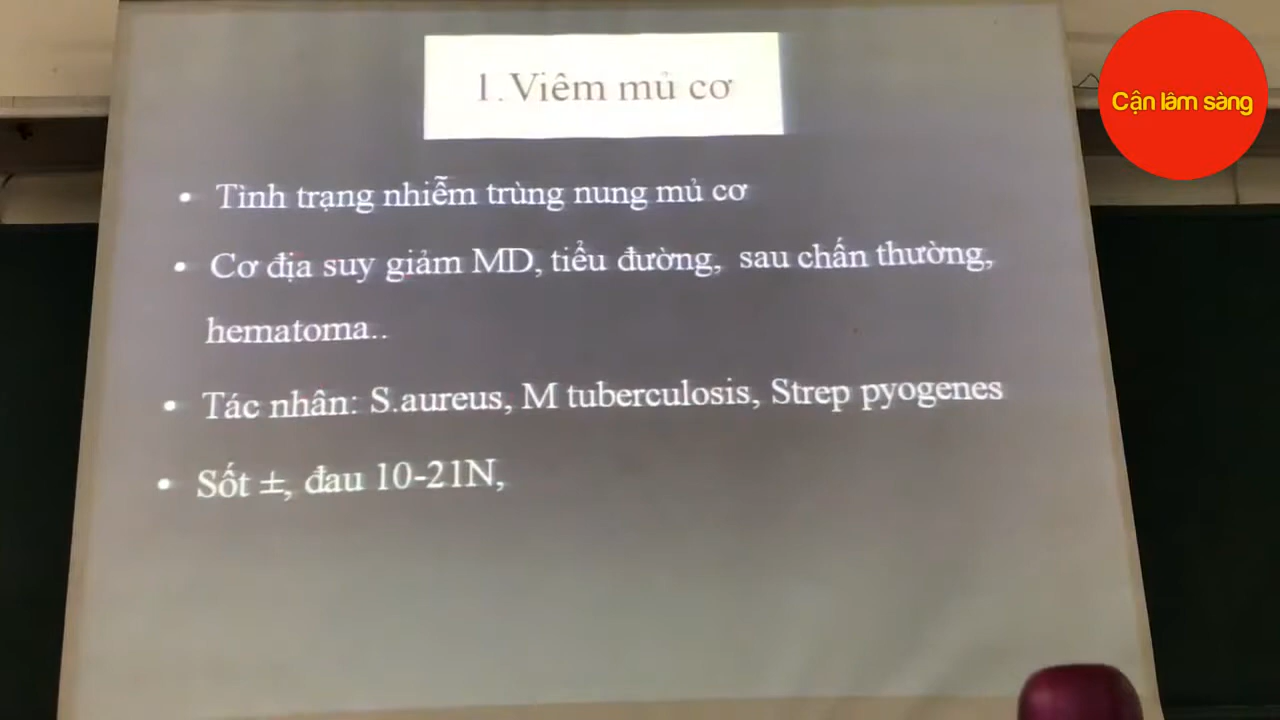 1. Viêm mủ cơ
Cận lâm sàng
• Tình trạng nhiễm trùng nung mủ cơ
• Cơ địa suy giảm MD, tiểu đường, sau chấn thường,
hematoma..
• Tác nhân: S.aureus, M tuberculosis, Strep pyogenes
• Sốt ±, đau 10-21N,